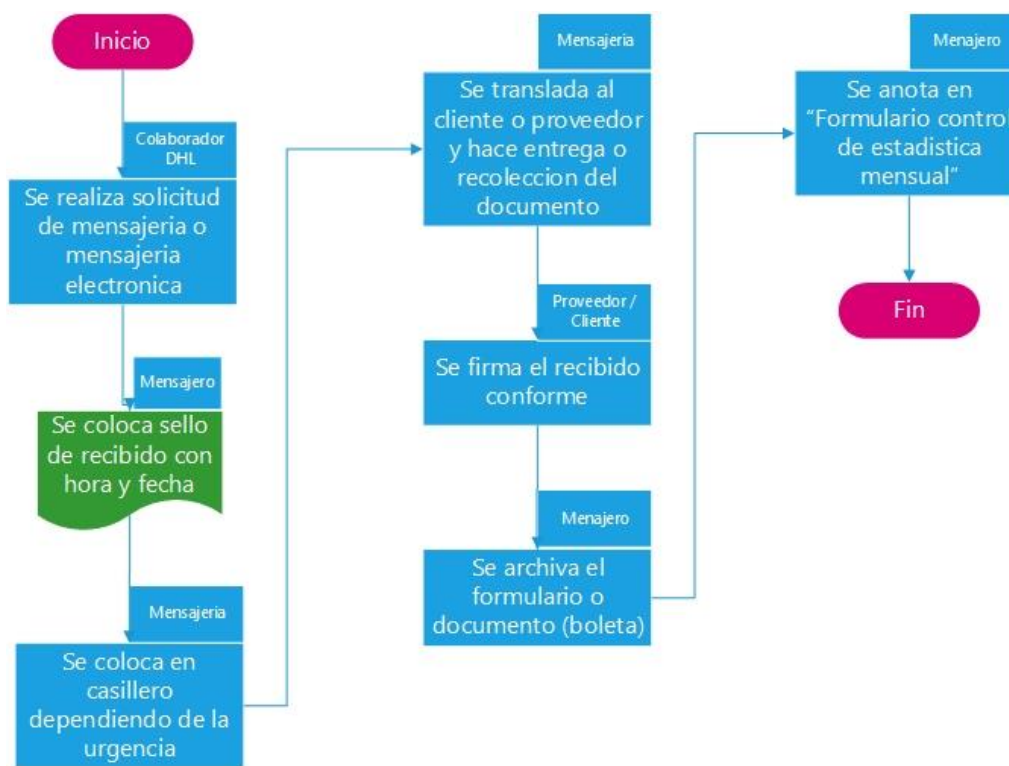 Inicio
Colaborador
DHL
Se realiza solicitud
de mensajeria o
mensajeria
electronica
Mensajero
Se coloca sello
de recibido con
hora y fecha
Mensajeria
Se coloca en
casillero
dependiendo de la
urgencia
Mensajeria
Se translada al
cliente o proveedor
y hace entrega o
recoleccion del
documento
Proveedor /
Cliente
Se firma el recibido
conforme
Menajero
Se archiva el
formulario o
documento (boleta)
Menajero
Se anota en
“Formulario control
de estadistica
mensual”
Fin